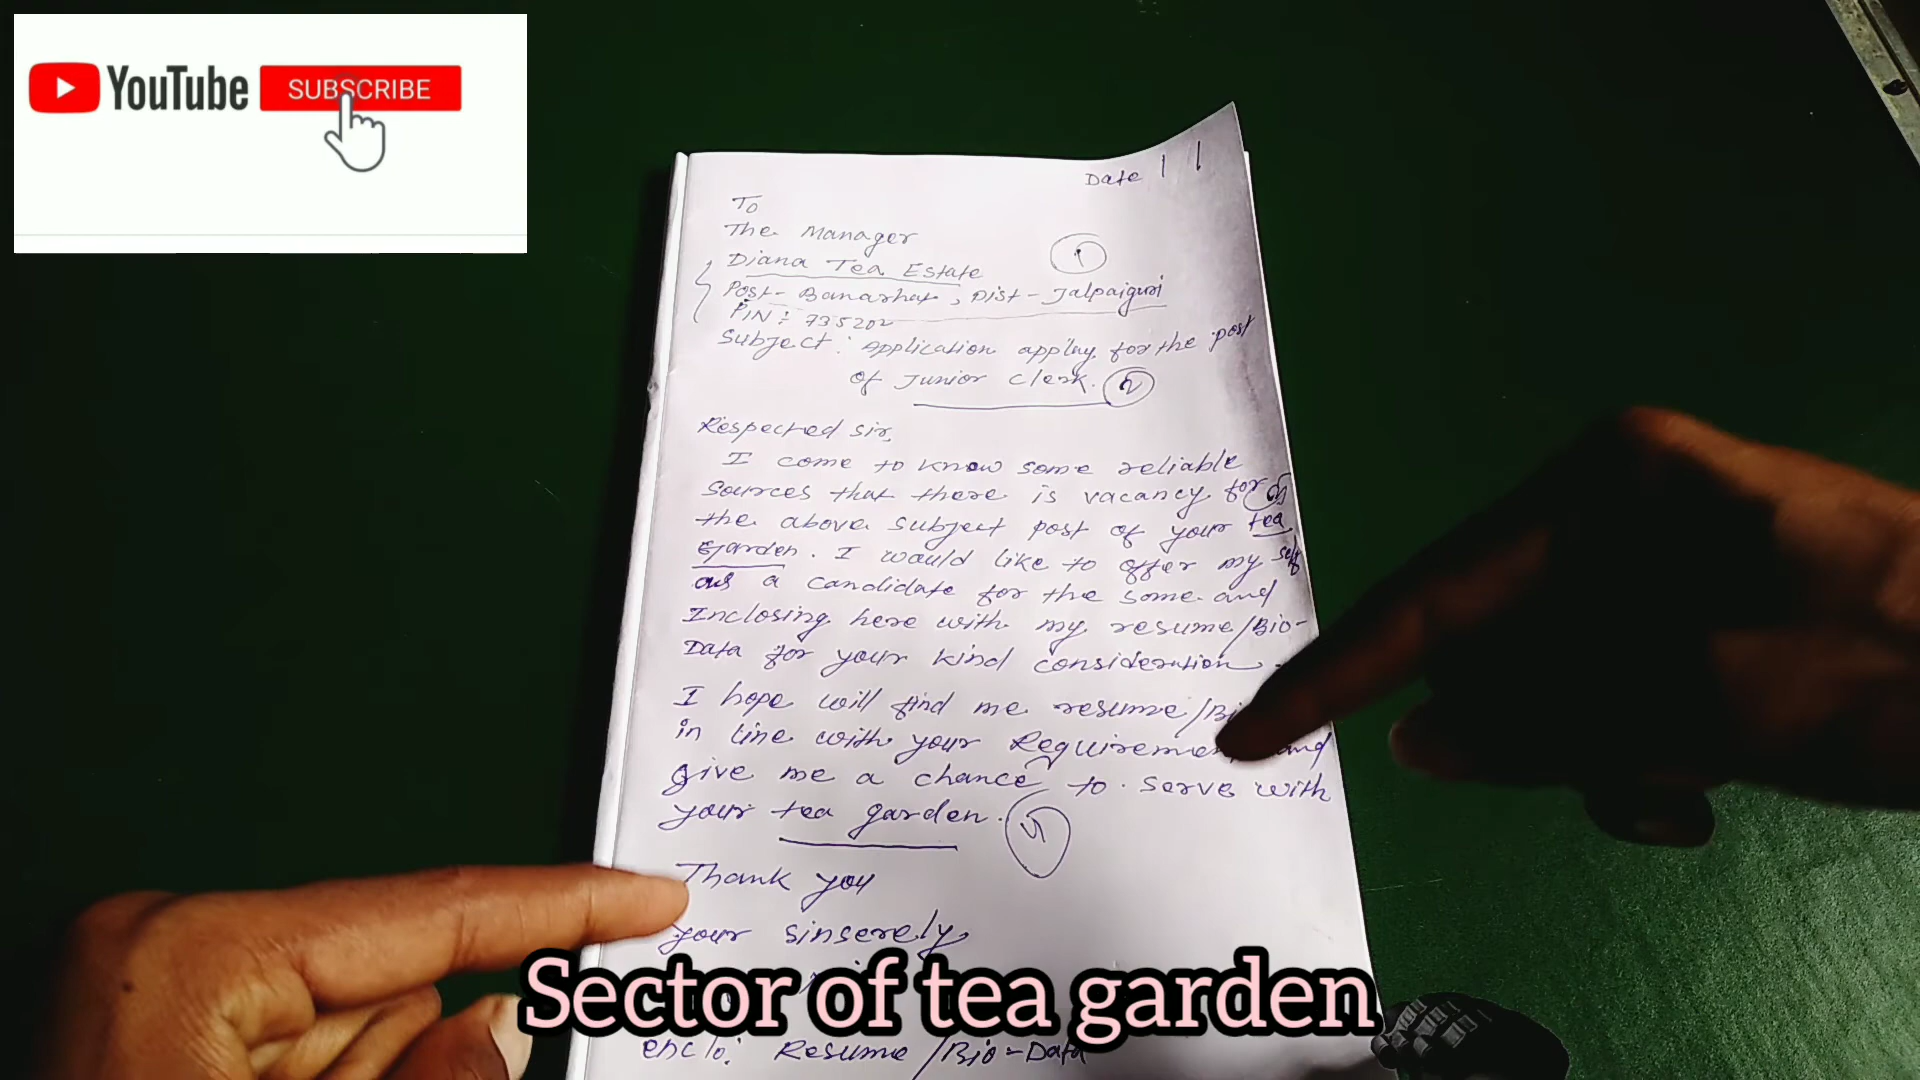 YouTube SUBSCRIBE
Date / /
To
The Manager
Diana Tea Estate
Post- Banarhat, Dist- Jalpaiguri
PIN: 735202
Subject: Application applay for the post
of Junior Clerk.
Respected sir,
I come to know some reliable
sources that there is vacancy for
the above subject post of your tea
Garden. I would like to offer my self
as a candidate for the some and
Inclosing here with my resume/Bio-
Data for your kind consideration.
I hope will find me resume/Bi
in line with your Requiremen and
give me a chance to serve with
your tea garden.
Thank you
your sinserely
Sector of tea garden
enclo: Resume/Bio-Data